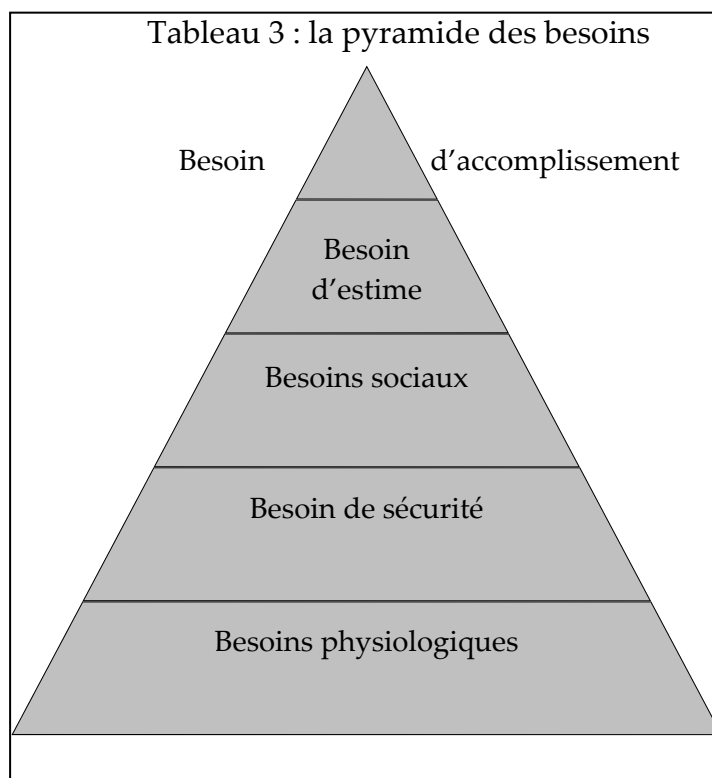 Tableau 3 : la pyramide des besoins
Besoin d’accomplissement
Besoin
d’estime
Besoins sociaux
Besoin de sécurité
Besoins physiologiques